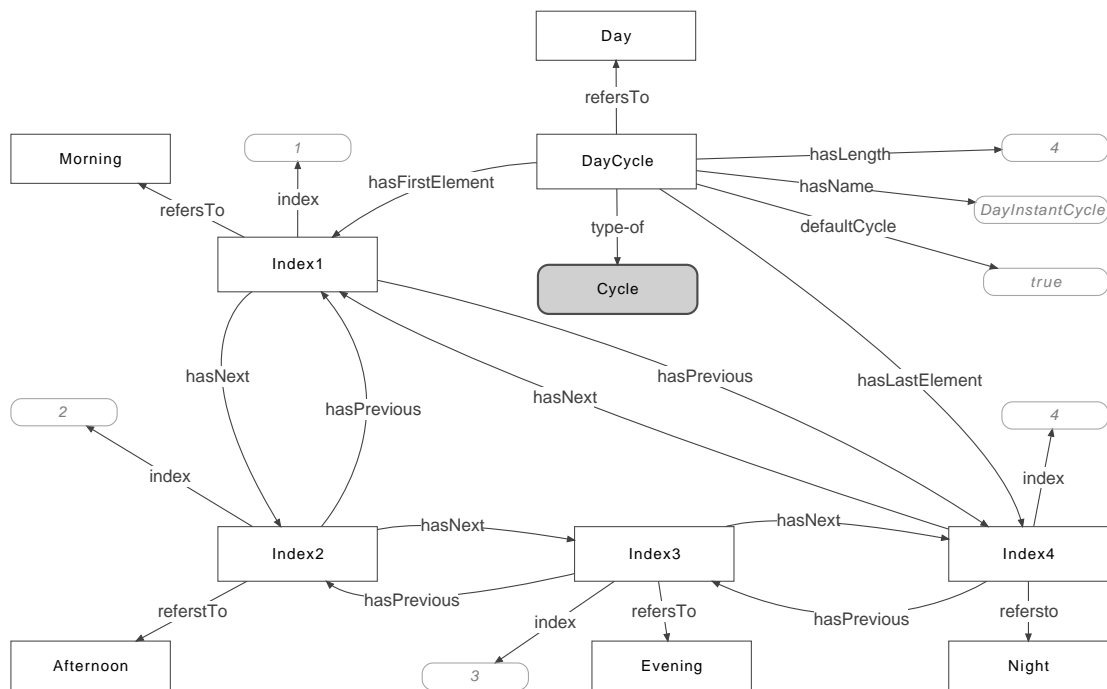 Day
refersTo
Morning
1
DayCycle
hasLength
4
hasFirstElement
hasName
DayInstantCycle
refersTo
index
type-of
defaultCycle
Index1
Cycle
true
hasNext
hasPrevious
hasLastElement
hasNext
2
hasPrevious
4
index
index
hasNext
hasNext
Index2
Index3
Index4
hasPrevious
referstTo
refersTo
refersto
hasPrevious
index
Afternoon
3
Evening
Night